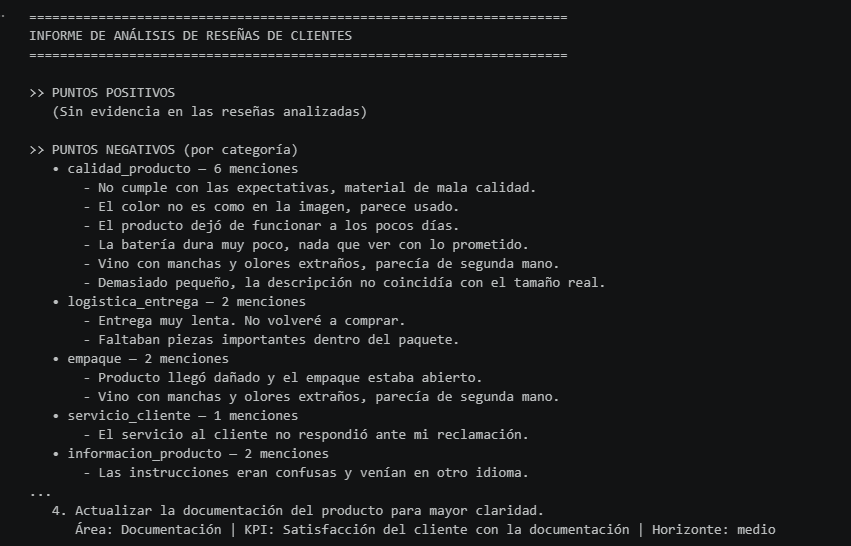 ======================================================================
INFORME DE ANÁLISIS DE RESEÑAS DE CLIENTES
======================================================================
>> PUNTOS POSITIVOS
(Sin evidencia en las reseñas analizadas)
>> PUNTOS NEGATIVOS (por categoría)
• calidad_producto — 6 menciones
- No cumple con las expectativas, material de mala calidad.
- El color no es como en la imagen, parece usado.
- El producto dejó de funcionar a los pocos días.
- La batería dura muy poco, nada que ver con lo prometido.
- Vino con manchas y olores extraños, parecía de segunda mano.
- Demasiado pequeño, la descripción no coincidía con el tamaño real.
• logistica_entrega — 2 menciones
- Entrega muy lenta. No volveré a comprar.
- Faltaban piezas importantes dentro del paquete.
• empaque — 2 menciones
- Producto llegó dañado y el empaque estaba abierto.
- Vino con manchas y olores extraños, parecía de segunda mano.
• servicio_cliente — 1 menciones
- El servicio al cliente no respondió ante mi reclamación.
• informacion_producto — 2 menciones
- Las instrucciones eran confusas y venían en otro idioma.
...
4. Actualizar la documentación del producto para mayor claridad.
Área: Documentación | KPI: Satisfacción del cliente con la documentación | Horizonte: medio